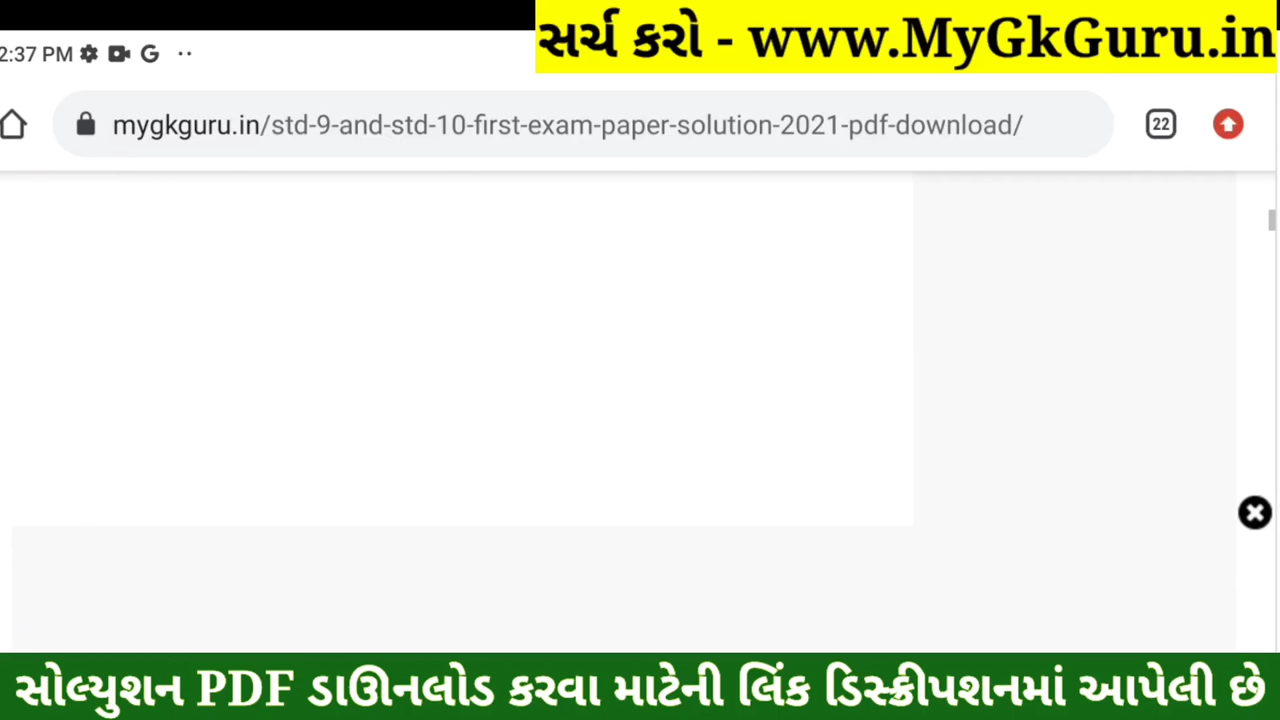 સર્ચ કરો - www.MyGkGuru.in
2:37 PM
mygkguru.in/std-9-and-std-10-first-exam-paper-solution-2021-pdf-download/
22
સોલ્યુશન PDF ડાઊનલોડ કરવા માટેની લિંક ડિસ્ક્રીપશનમાં આપેલી છે